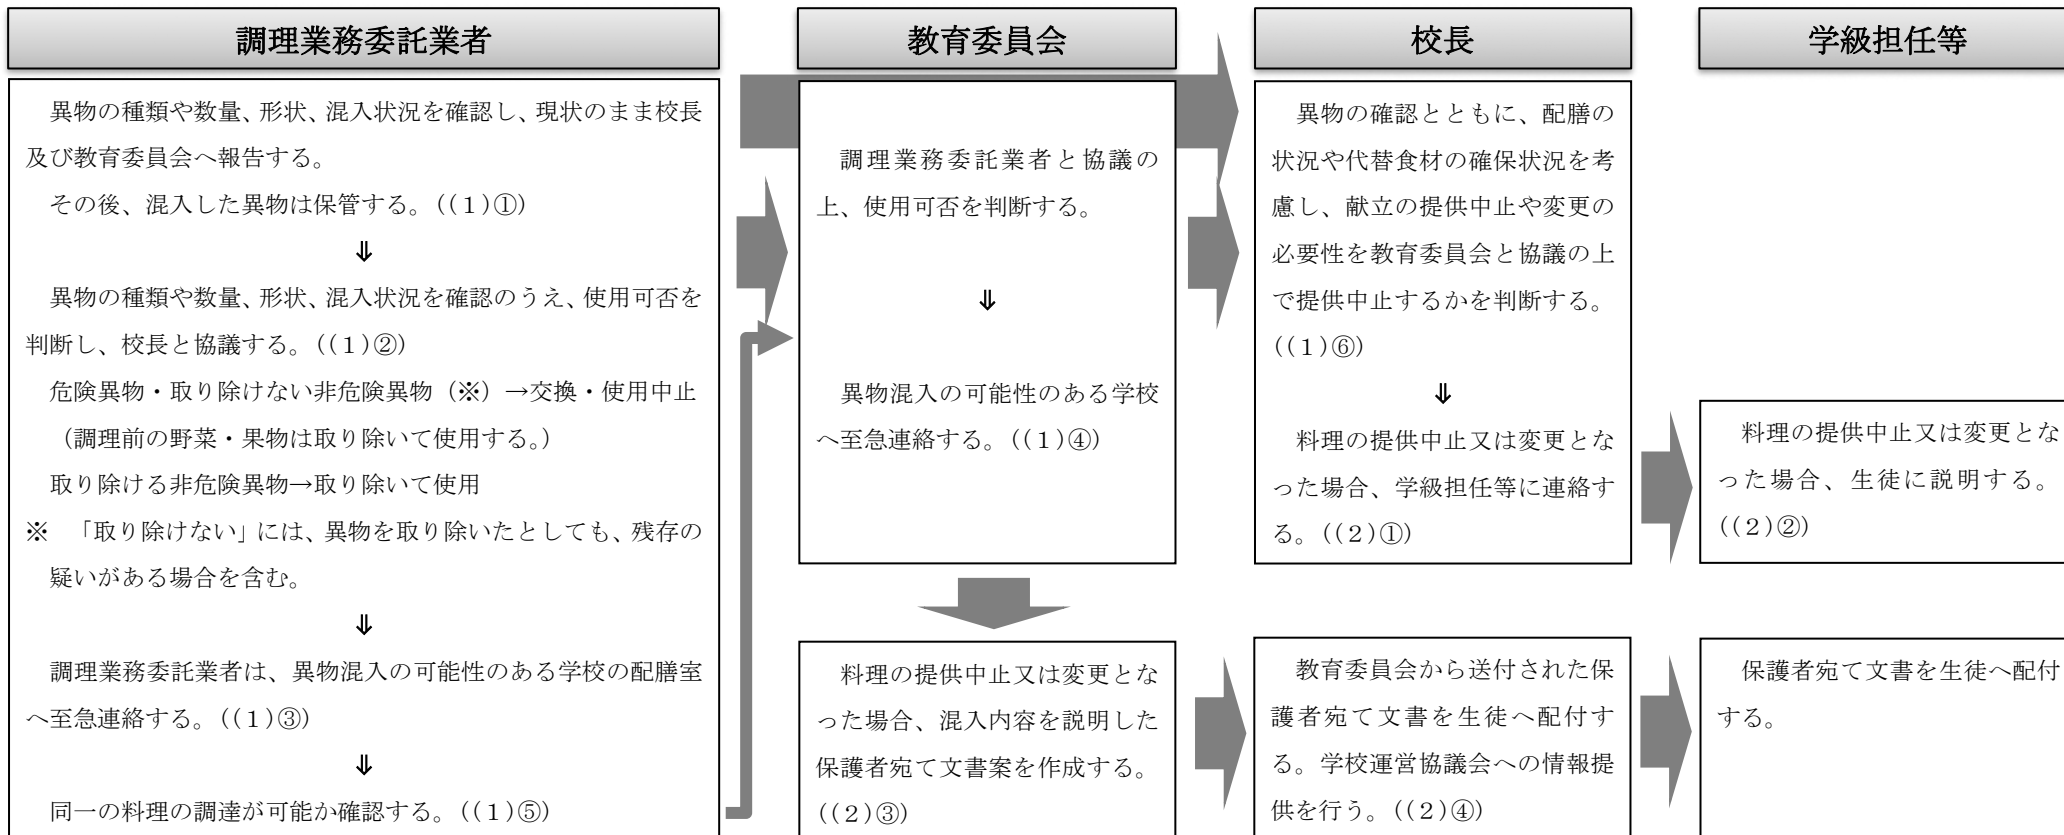 調理業務委託業者
異物の種類や数量、形状、混入状況を確認し、現状のまま校長
及び教育委員会へ報告する。
その後、混入した異物は保管する。((１)①)
⇓
異物の種類や数量、形状、混入状況を確認のうえ、使用可否を
判断し、校長と協議する。((１)②)
危険異物・取り除けない非危険異物（※）→交換・使用中止
（調理前の野菜・果物は取り除いて使用する。）
取り除ける非危険異物→取り除いて使用
※　「取り除けない」には、異物を取り除いたとしても、残存の
疑いがある場合を含む。
⇓
調理業務委託業者は、異物混入の可能性のある学校の配膳室
へ至急連絡する。((１)③)
⇓
同一の料理の調達が可能か確認する。((１)⑤)
教育委員会
調理業務委託業者と協議の
上、使用可否を判断する。
⇓
異物混入の可能性のある学校
へ至急連絡する。((１)④)
料理の提供中止又は変更とな
った場合、混入内容を説明した
保護者宛て文書案を作成する。
((２)③)
校長
異物の確認とともに、配膳の
状況や代替食材の確保状況を考
慮し、献立の提供中止や変更の
必要性を教育委員会と協議の上
で提供中止するかを判断する。
((１)⑥)
⇓
料理の提供中止又は変更とな
った場合、学級担任等に連絡す
る。((２)①)
教育委員会から送付された保
護者宛て文書を生徒へ配付す
る。学校運営協議会への情報提
供を行う。((２)④)
学級担任等
料理の提供中止又は変更とな
った場合、生徒に説明する。
((２)②)
保護者宛て文書を生徒へ配付
する。